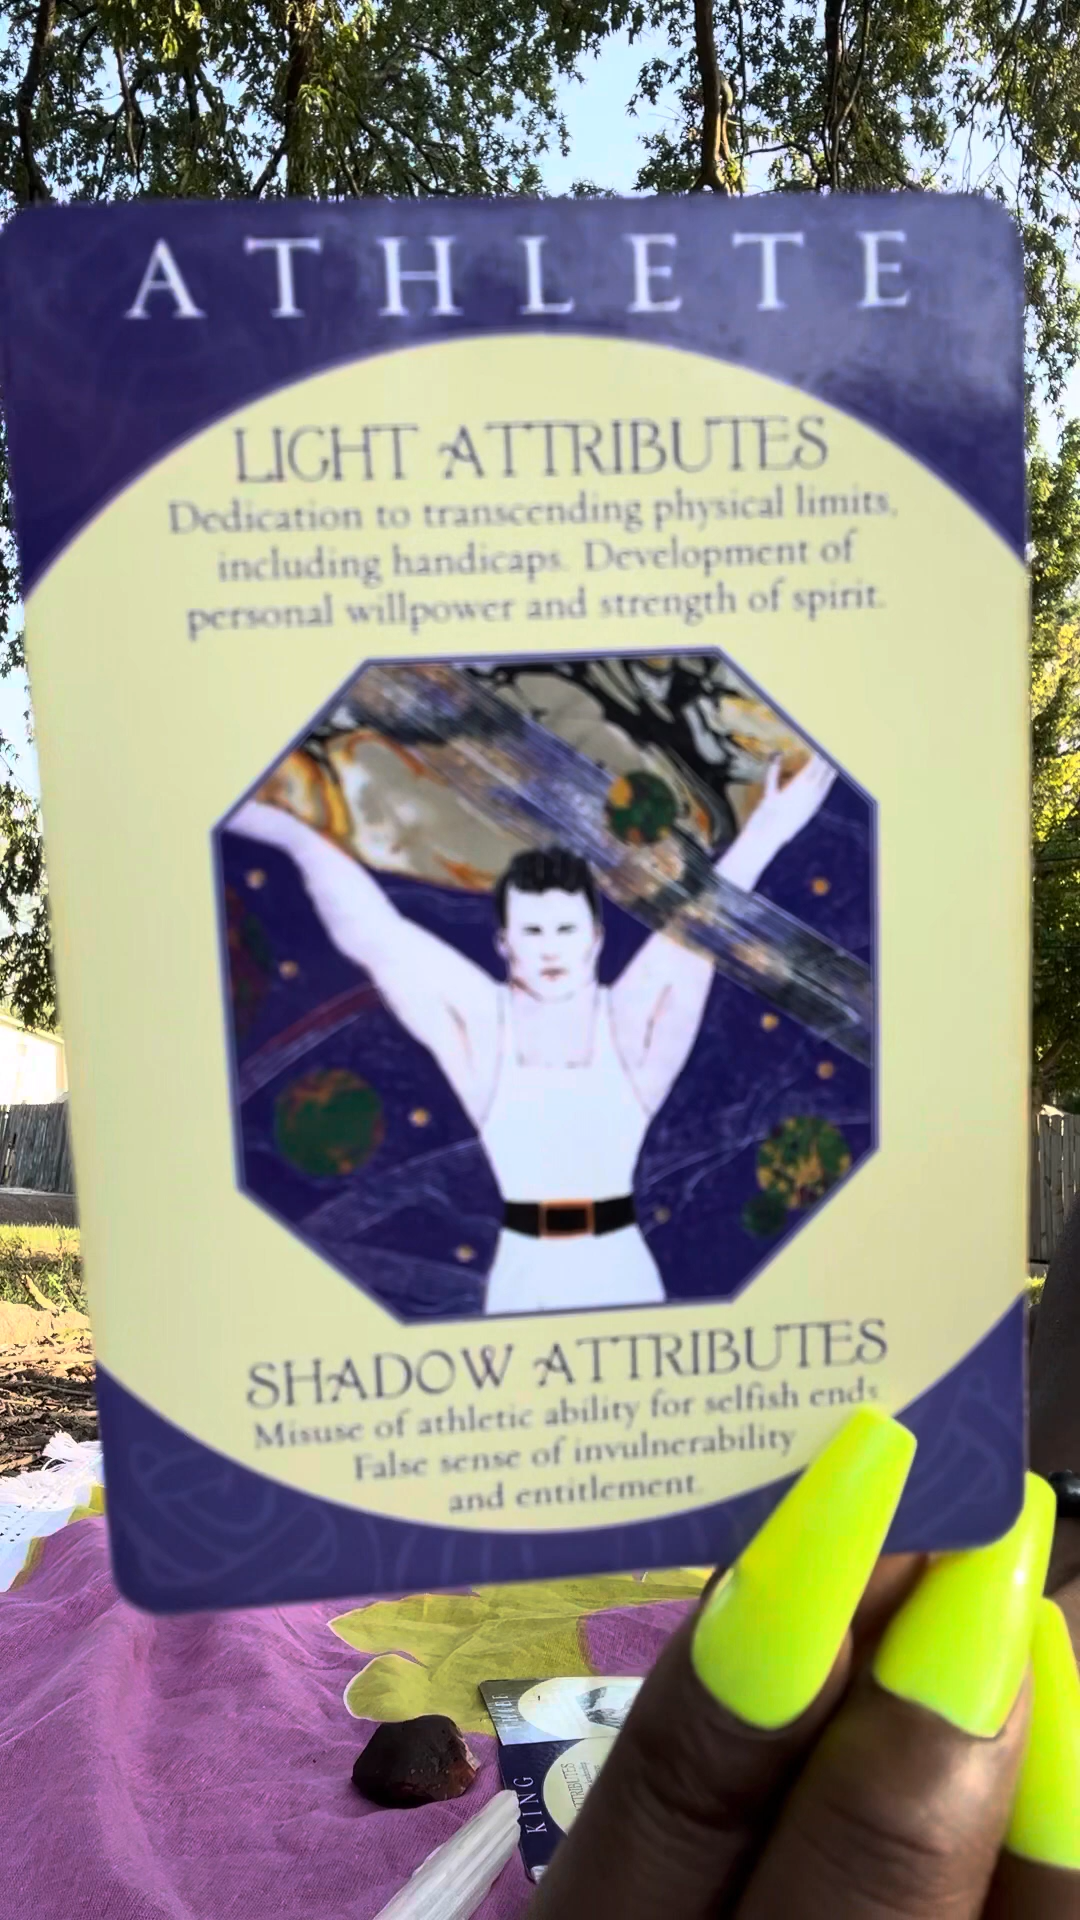 ATHLETE
LIGHT ATTRIBUTES
Dedication to transcending physical limits,
including handicaps. Development of
personal willpower and strength of spirit.
SHADOW ATTRIBUTES
Misuse of athletic ability for selfish ends
False sense of invulnerability
and entitlement.
KING